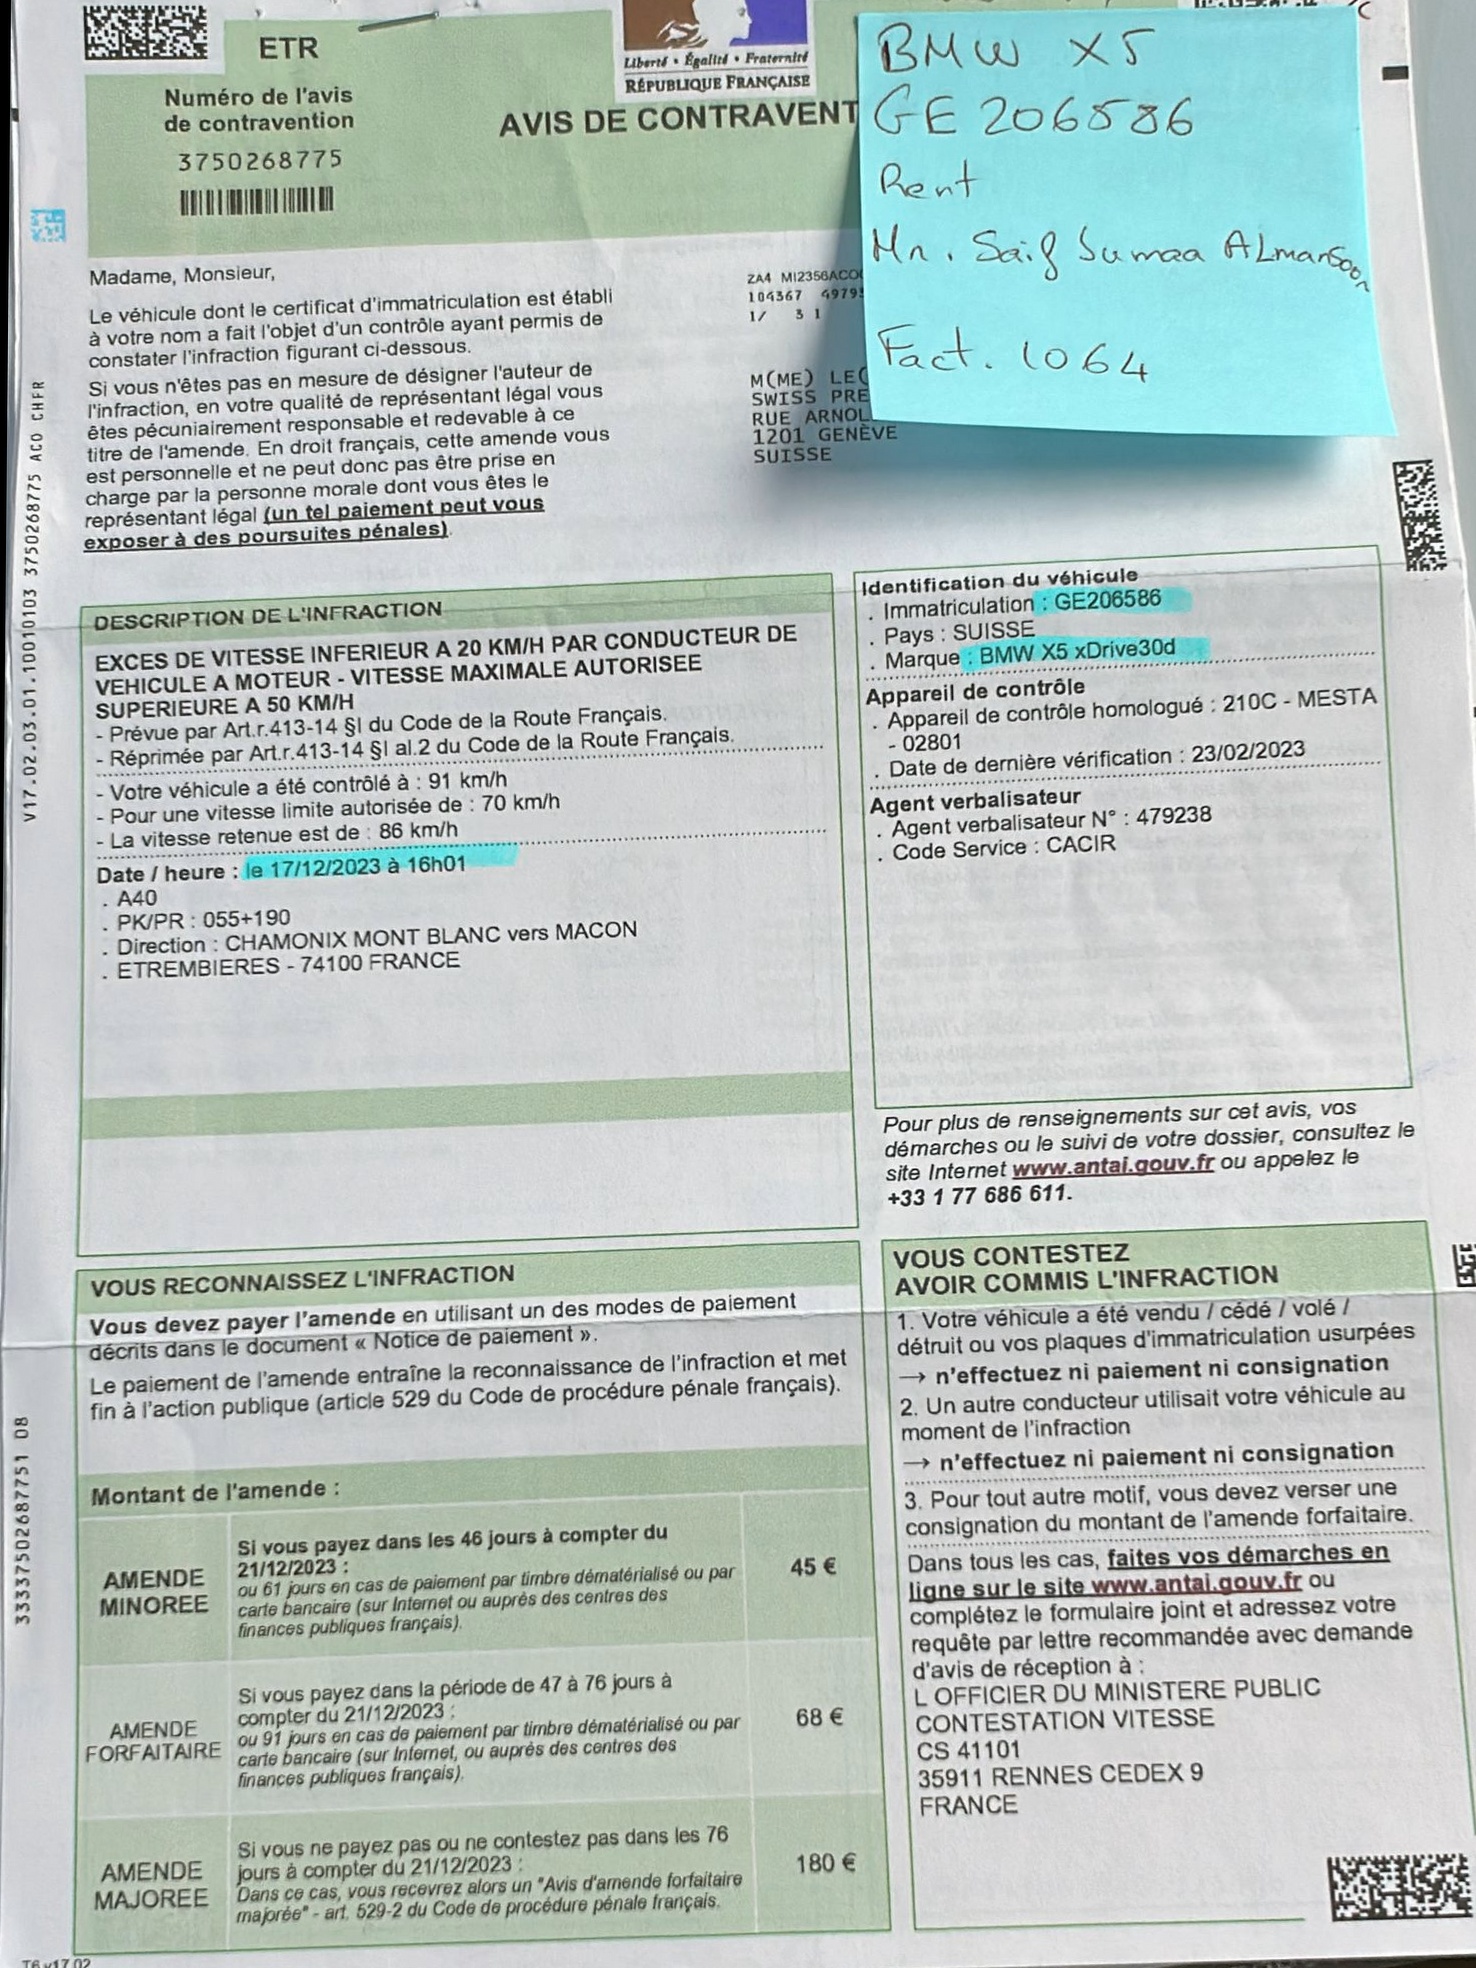 ETR
Numéro de l'avis
de contravention
3750268775
Liberté • Égalité • Fraternité
RÉPUBLIQUE FRANÇAISE
AVIS DE CONTRAVENT
BMW X5
GE 206586
Rent
Mr. Saif Jumaa ALmansoori
Fact. 1064
V17.02.03.01.10010103 3750268775 ACO CHFR
Madame, Monsieur,
Le véhicule dont le certificat d'immatriculation est établi
à votre nom a fait l'objet d'un contrôle ayant permis de
constater l'infraction figurant ci-dessous.
Si vous n'êtes pas en mesure de désigner l'auteur de
l'infraction, en votre qualité de représentant légal vous
êtes pécuniairement responsable et redevable à ce
titre de l'amende. En droit français, cette amende vous
est personnelle et ne peut donc pas être prise en
charge par la personne morale dont vous êtes le
représentant légal (un tel paiement peut vous
exposer à des poursuites pénales).
ZA4 MI2356ACO
104367 4979
1/ 3 1
M(ME) LE
SWISS PRE
RUE ARNOL
1201 GENÈVE
SUISSE
DESCRIPTION DE L'INFRACTION
EXCES DE VITESSE INFERIEUR A 20 KM/H PAR CONDUCTEUR DE
VEHICULE A MOTEUR - VITESSE MAXIMALE AUTORISEE
SUPERIEURE A 50 KM/H
- Prévue par Art.r.413-14 §I du Code de la Route Français.
- Réprimée par Art.r.413-14 §I al.2 du Code de la Route Français.
- Votre véhicule a été contrôlé à : 91 km/h
- Pour une vitesse limite autorisée de : 70 km/h
- La vitesse retenue est de : 86 km/h
Date / heure : le 17/12/2023 à 16h01
. A40
. PK/PR : 055+190
. Direction : CHAMONIX MONT BLANC vers MACON
. ETREMBIERES - 74100 FRANCE
Identification du véhicule
. Immatriculation : GE206586
. Pays : SUISSE
. Marque : BMW X5 xDrive30d
Appareil de contrôle
. Appareil de contrôle homologué : 210C - MESTA
- 02801
. Date de dernière vérification : 23/02/2023
Agent verbalisateur
. Agent verbalisateur N° : 479238
. Code Service : CACIR
Pour plus de renseignements sur cet avis, vos
démarches ou le suivi de votre dossier, consultez le
site Internet www.antai.gouv.fr ou appelez le
+33 1 77 686 611.
VOUS RECONNAISSEZ L'INFRACTION
Vous devez payer l'amende en utilisant un des modes de paiement
décrits dans le document « Notice de paiement ».
Le paiement de l'amende entraîne la reconnaissance de l'infraction et met
fin à l'action publique (article 529 du Code de procédure pénale français).
Montant de l'amende :
AMENDE
MINOREE
Si vous payez dans les 46 jours à compter du
21/12/2023 :
ou 61 jours en cas de paiement par timbre dématérialisé ou par
carte bancaire (sur Internet ou auprès des centres des
finances publiques français).
45 €
AMENDE
FORFAITAIRE
Si vous payez dans la période de 47 à 76 jours à
compter du 21/12/2023 :
ou 91 jours en cas de paiement par timbre dématérialisé ou par
carte bancaire (sur Internet, ou auprès des centres des
finances publiques français).
68 €
AMENDE
MAJOREE
Si vous ne payez pas ou ne contestez pas dans les 76
jours à compter du 21/12/2023 :
Dans ce cas, vous recevrez alors un "Avis d'amende forfaitaire
majorée" - art. 529-2 du Code de procédure pénale français.
180 €
VOUS CONTESTEZ
AVOIR COMMIS L'INFRACTION
1. Votre véhicule a été vendu / cédé / volé /
détruit ou vos plaques d'immatriculation usurpées
→ n'effectuez ni paiement ni consignation
2. Un autre conducteur utilisait votre véhicule au
moment de l'infraction
→ n'effectuez ni paiement ni consignation
3. Pour tout autre motif, vous devez verser une
consignation du montant de l'amende forfaitaire.
Dans tous les cas, faites vos démarches en
ligne sur le site www.antai.gouv.fr ou
complétez le formulaire joint et adressez votre
requête par lettre recommandée avec demande
d'avis de réception à :
L OFFICIER DU MINISTERE PUBLIC
CONTESTATION VITESSE
CS 41101
35911 RENNES CEDEX 9
FRANCE
33337502687751 08
T6 v17.02